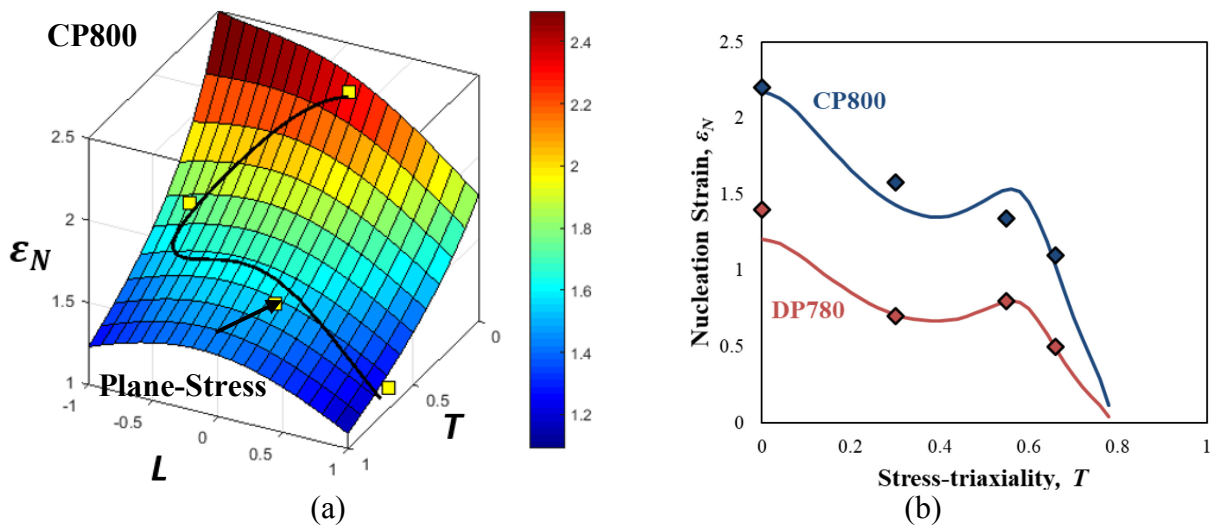 CP800
2.5
2
1.5
1
εN
-1
-0.5
0
0.5
1
L
1
0.5
0
T
Plane-Stress
2.4
2.2
2
1.8
1.6
1.4
1.2
(a)
Nucleation Strain, εN
2.5
2
1.5
1
0.5
0
CP800
DP780
0
0.2
0.4
0.6
0.8
1
Stress-triaxiality, T
(b)